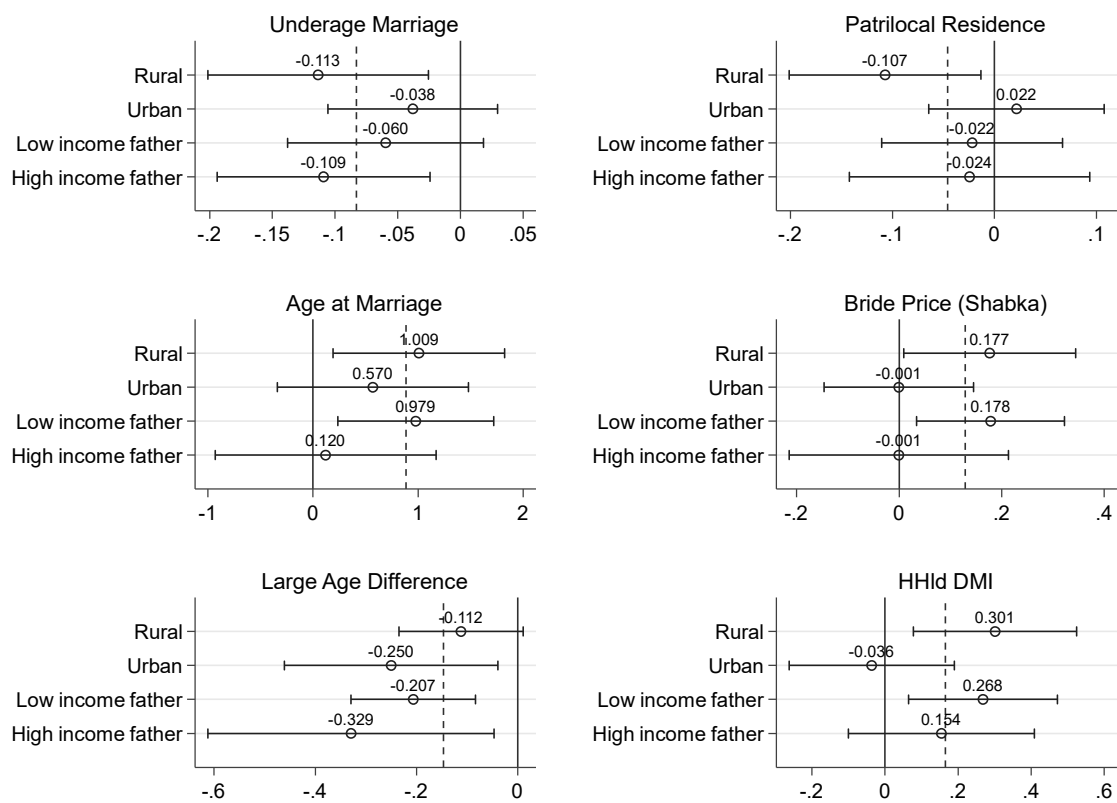 Underage Marriage
Rural
-0.113
Urban
-0.038
Low income father
-0.060
High income father
-0.109
-.2 -.15 -.1 -.05 0 .05
Patrilocal Residence
Rural
-0.107
Urban
0.022
Low income father
-0.022
High income father
-0.024
-.2 -.1 0 .1
Age at Marriage
Rural
1.009
Urban
0.570
Low income father
0.979
High income father
0.120
-1 0 1 2
Bride Price (Shabka)
Rural
0.177
Urban
-0.001
Low income father
0.178
High income father
-0.001
-.2 0 .2 .4
Large Age Difference
Rural
-0.112
Urban
-0.250
Low income father
-0.207
High income father
-0.329
-.6 -.4 -.2 0
HHld DMI
Rural
0.301
Urban
-0.036
Low income father
0.268
High income father
0.154
-.2 0 .2 .4 .6